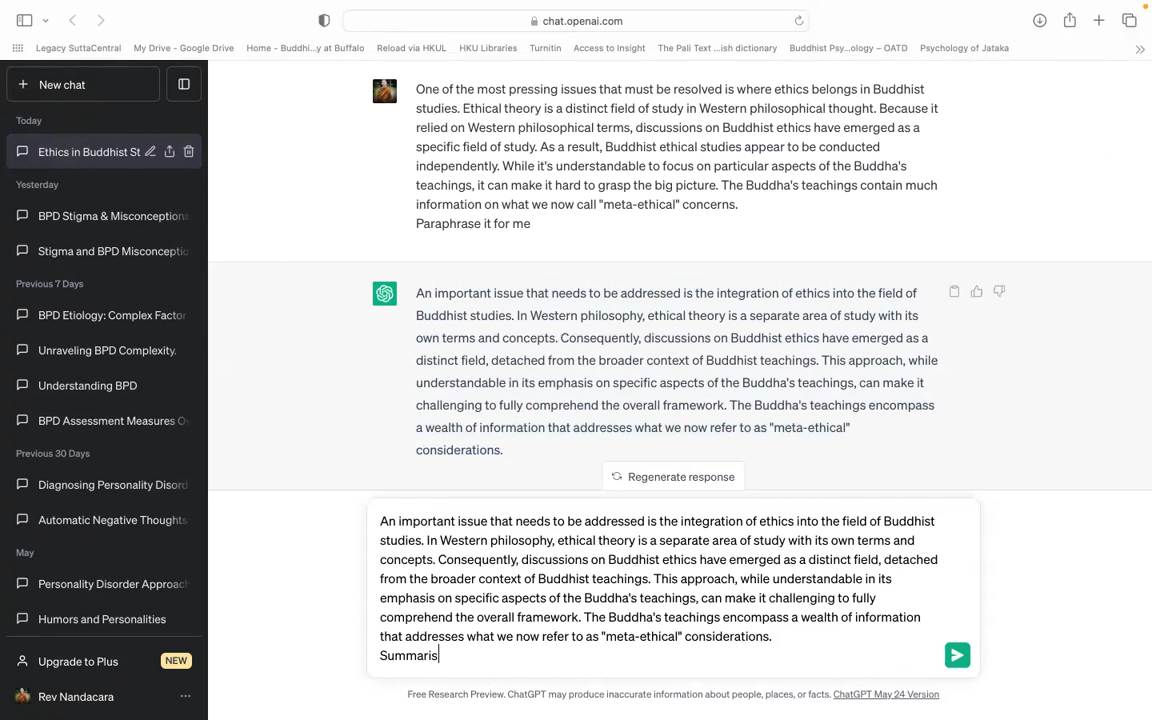 chat.openai.com
Legacy SuttaCentral
My Drive - Google Drive
Home - Buddhi...y at Buffalo
Reload via HKUL
HKU Libraries
Turnitin
Access to Insight
The Pali Text ...ish dictionary
Buddhist Psy...ology – OATD
Psychology of Jataka
New chat
Today
Ethics in Buddhist St
Yesterday
BPD Stigma & Misconceptions
Stigma and BPD Misconceptio
Previous 7 Days
BPD Etiology: Complex Factor
Unraveling BPD Complexity.
Understanding BPD
BPD Assessment Measures O
Previous 30 Days
Diagnosing Personality Disord
Automatic Negative Thoughts
May
Personality Disorder Approach
Humors and Personalities
Upgrade to Plus
NEW
Rev Nandacara
One of the most pressing issues that must be resolved is where ethics belongs in Buddhist
studies. Ethical theory is a distinct field of study in Western philosophical thought. Because it
relied on Western philosophical terms, discussions on Buddhist ethics have emerged as a
specific field of study. As a result, Buddhist ethical studies appear to be conducted
independently. While it's understandable to focus on particular aspects of the Buddha's
teachings, it can make it hard to grasp the big picture. The Buddha's teachings contain much
information on what we now call "meta-ethical" concerns.
Paraphrase it for me
An important issue that needs to be addressed is the integration of ethics into the field of
Buddhist studies. In Western philosophy, ethical theory is a separate area of study with its
own terms and concepts. Consequently, discussions on Buddhist ethics have emerged as a
distinct field, detached from the broader context of Buddhist teachings. This approach, while
understandable in its emphasis on specific aspects of the Buddha's teachings, can make it
challenging to fully comprehend the overall framework. The Buddha's teachings encompass
a wealth of information that addresses what we now refer to as "meta-ethical"
considerations.
Regenerate response
An important issue that needs to be addressed is the integration of ethics into the field of Buddhist
studies. In Western philosophy, ethical theory is a separate area of study with its own terms and
concepts. Consequently, discussions on Buddhist ethics have emerged as a distinct field, detached
from the broader context of Buddhist teachings. This approach, while understandable in its
emphasis on specific aspects of the Buddha's teachings, can make it challenging to fully
comprehend the overall framework. The Buddha's teachings encompass a wealth of information
that addresses what we now refer to as "meta-ethical" considerations.
Summaris
Free Research Preview. ChatGPT may produce inaccurate information about people, places, or facts. ChatGPT May 24 Version